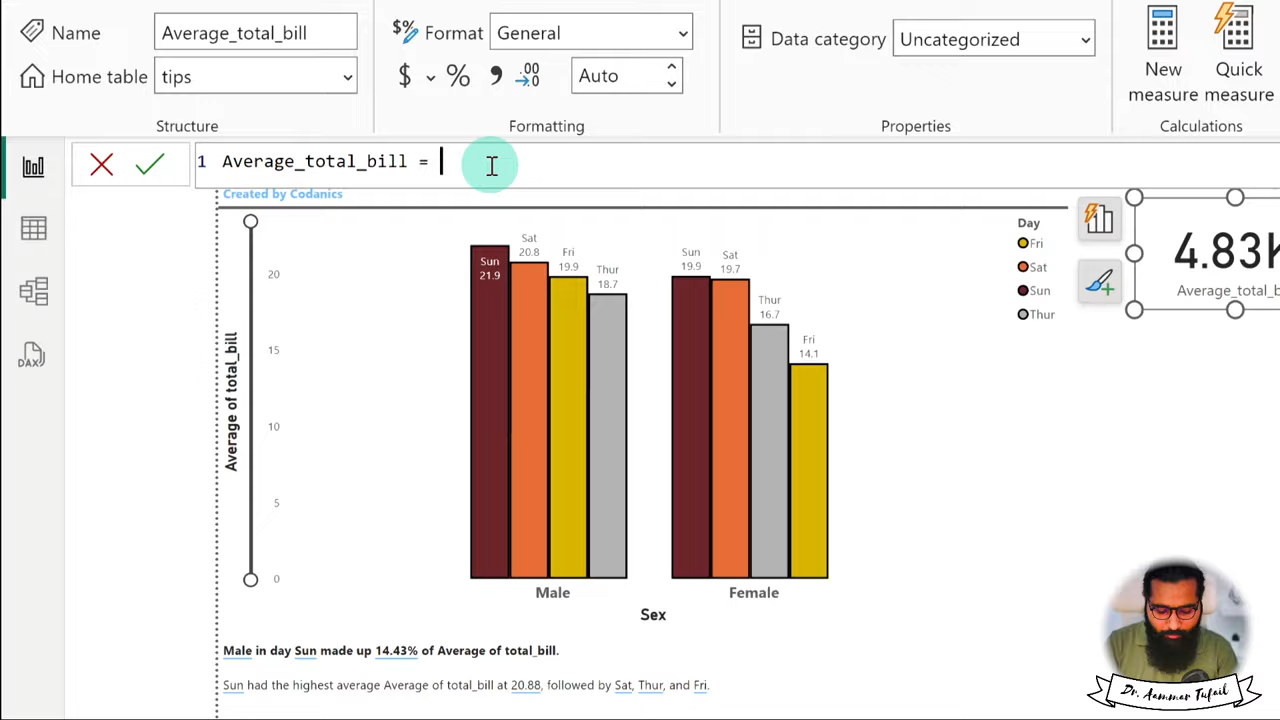 Name
Average_total_bill
Home table
tips
Structure
$% Format
General
$ % , .00 →.0
Auto
Formatting
Data category
Uncategorized
Properties
New measure
Quick measure
Calculations
1 Average_total_bill =
Created by Codanics
DAX
Average of total_bill
20
15
10
5
0
Sun
21.9
Sat
20.8
Fri
19.9
Thur
18.7
Sun
19.9
Sat
19.7
Thur
16.7
Fri
14.1
Male
Female
Sex
Day
Fri
Sat
Sun
Thur
4.83K
Average_total_b
Male in day Sun made up 14.43% of Average of total_bill.
Sun had the highest average Average of total_bill at 20.88, followed by Sat, Thur, and Fri.
Dr. Aammar Tufail